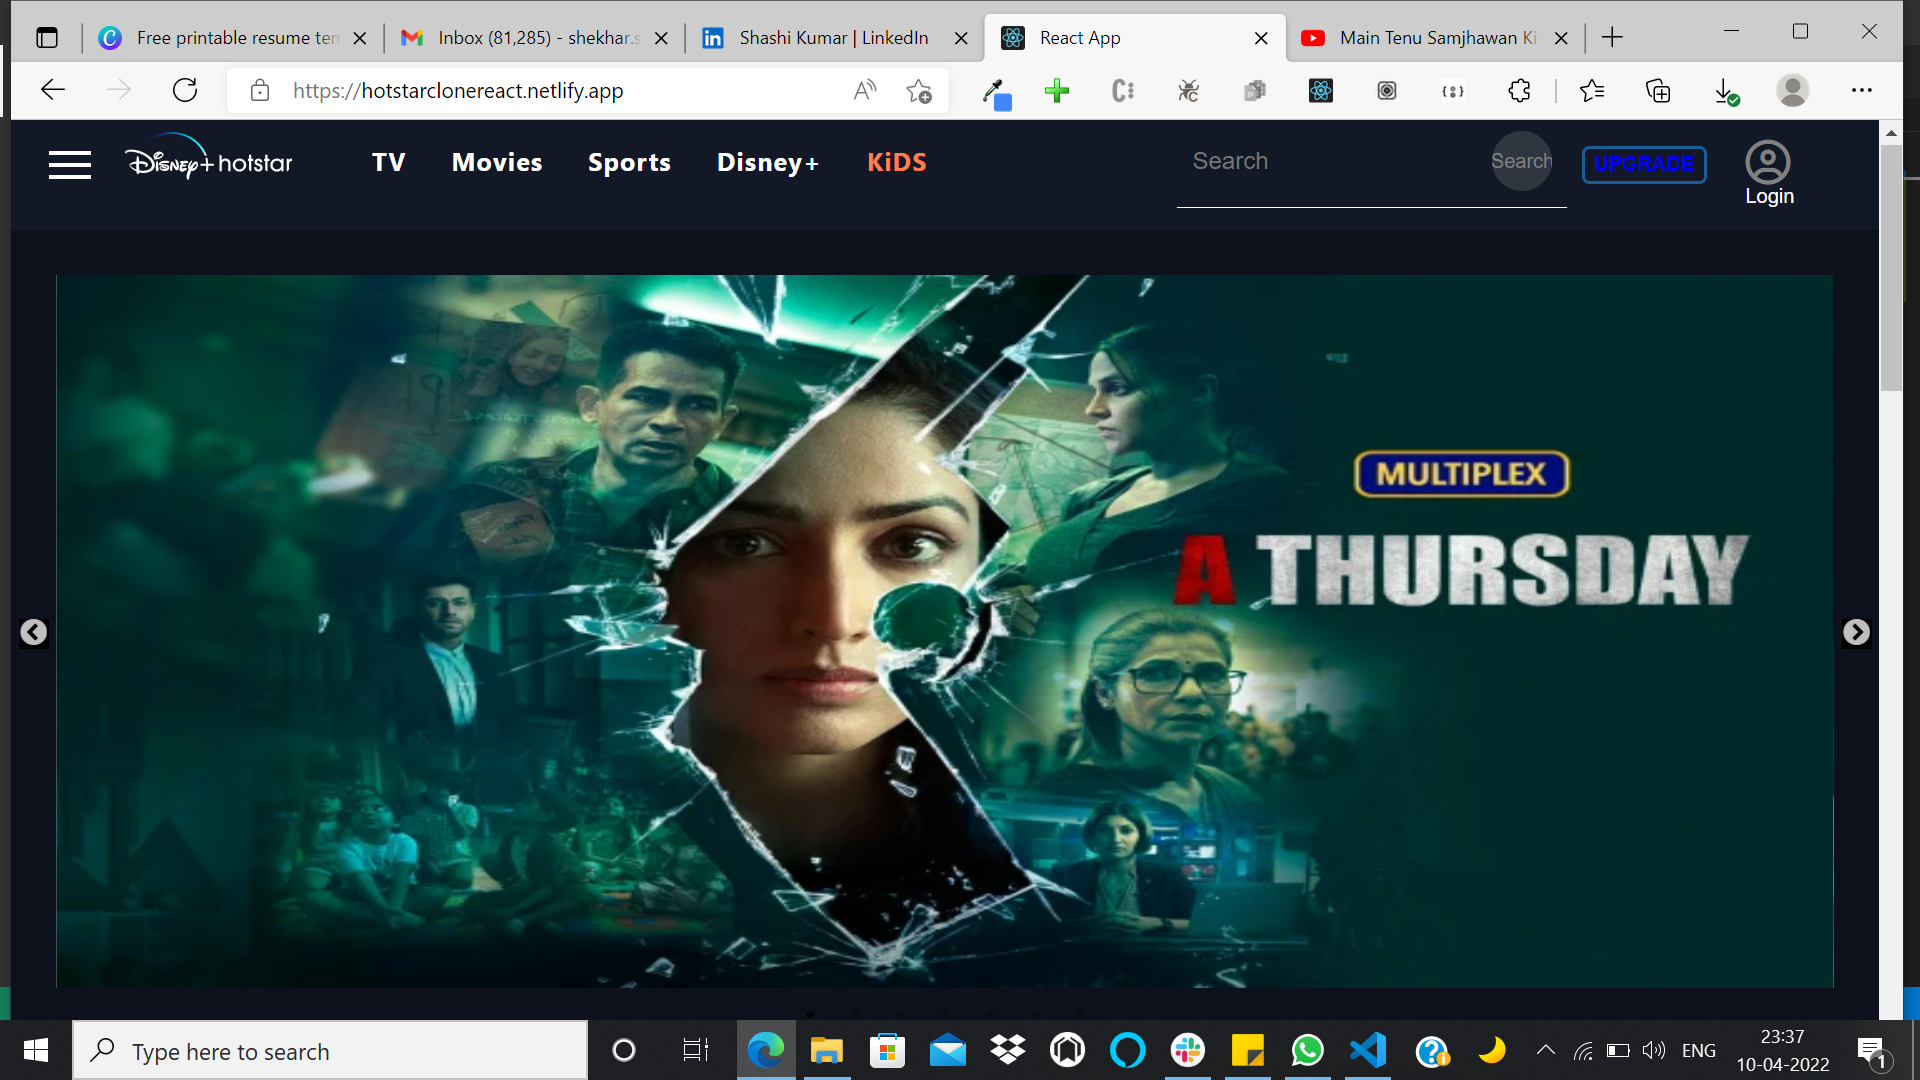 Free printable resume ten
Inbox (81,285) - shekhar.s
Shashi Kumar | LinkedIn
React App
Main Tenu Samjhawan Ki
https://hotstarclonereact.netlify.app
Disney+ hotstar
TV
Movies
Sports
Disney+
KiDS
Search
Search
UPGRADE
Login
MULTIPLEX
A THURSDAY
Type here to search
ENG
23:37
10-04-2022
1